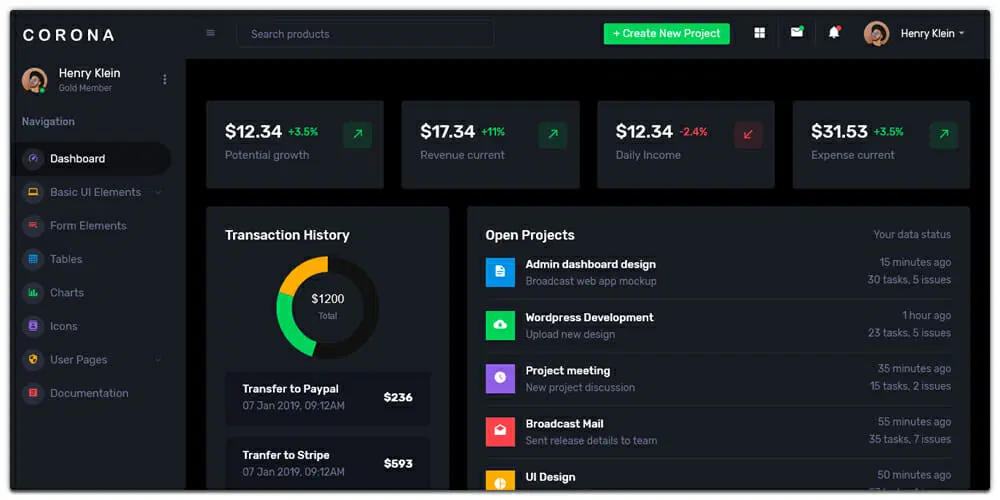 CORONA
Search products
+ Create New Project
Henry Klein
Henry Klein
Gold Member
Navigation
Dashboard
Basic UI Elements
Form Elements
Tables
Charts
Icons
User Pages
Documentation
$12.34 +3.5%
Potential growth
$17.34 +11%
Revenue current
$12.34 -2.4%
Daily Income
$31.53 +3.5%
Expense current
Transaction History
$1200
Total
Transfer to Paypal
07 Jan 2019, 09:12AM
$236
Tranfer to Stripe
07 Jan 2019, 09:12AM
$593
Open Projects
Your data status
Admin dashboard design
Broadcast web app mockup
15 minutes ago
30 tasks, 5 issues
Wordpress Development
Upload new design
1 hour ago
23 tasks, 5 issues
Project meeting
New project discussion
35 minutes ago
15 tasks, 2 issues
Broadcast Mail
Sent release details to team
55 minutes ago
35 tasks, 7 issues
UI Design
50 minutes ago